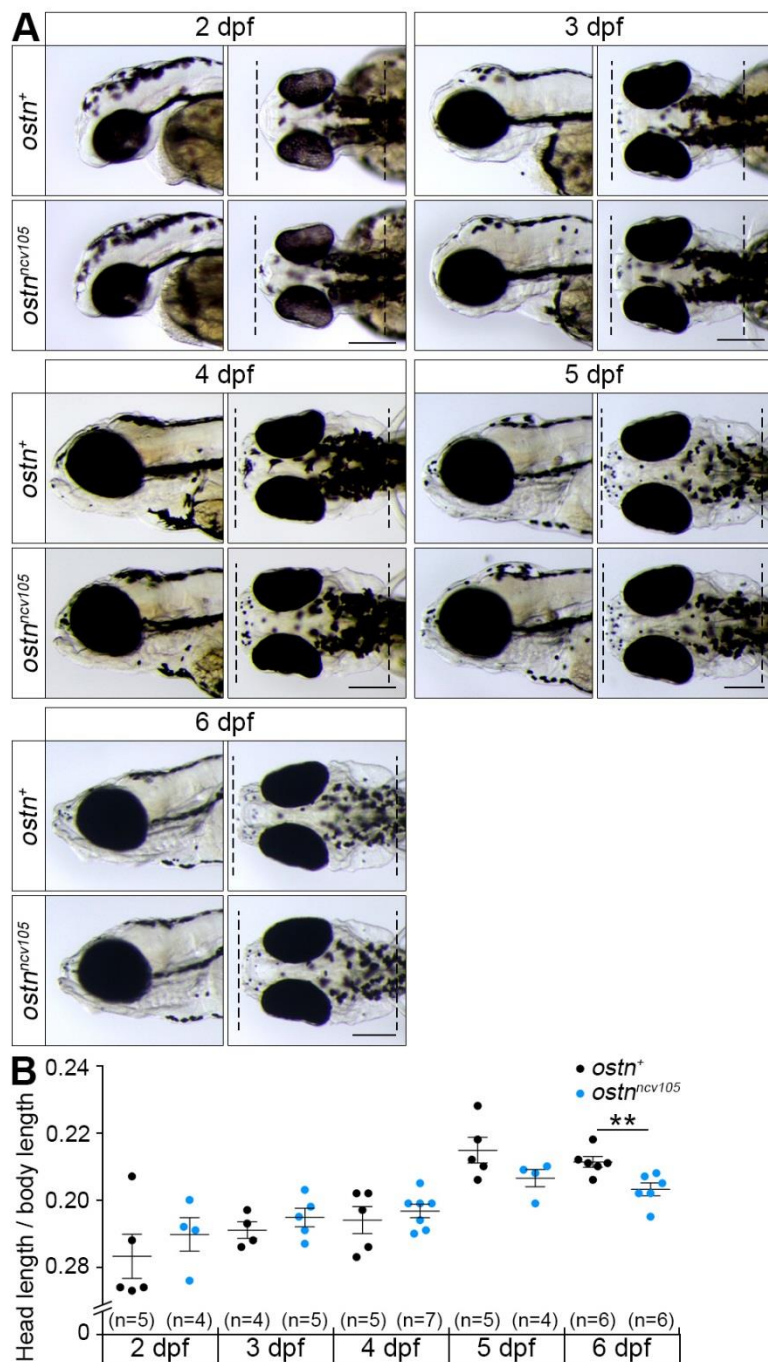 A
2 dpf
3 dpf
ostn+
ostnncv105
4 dpf
5 dpf
ostn+
ostnncv105
6 dpf
ostn+
ostnncv105
B
Head length / body length
0.24
0.22
0.20
0.28
0
ostn+
ostnncv105
**
(n=5) (n=4) (n=4) (n=5) (n=5) (n=7) (n=5) (n=4) (n=6) (n=6)
2 dpf 3 dpf 4 dpf 5 dpf 6 dpf